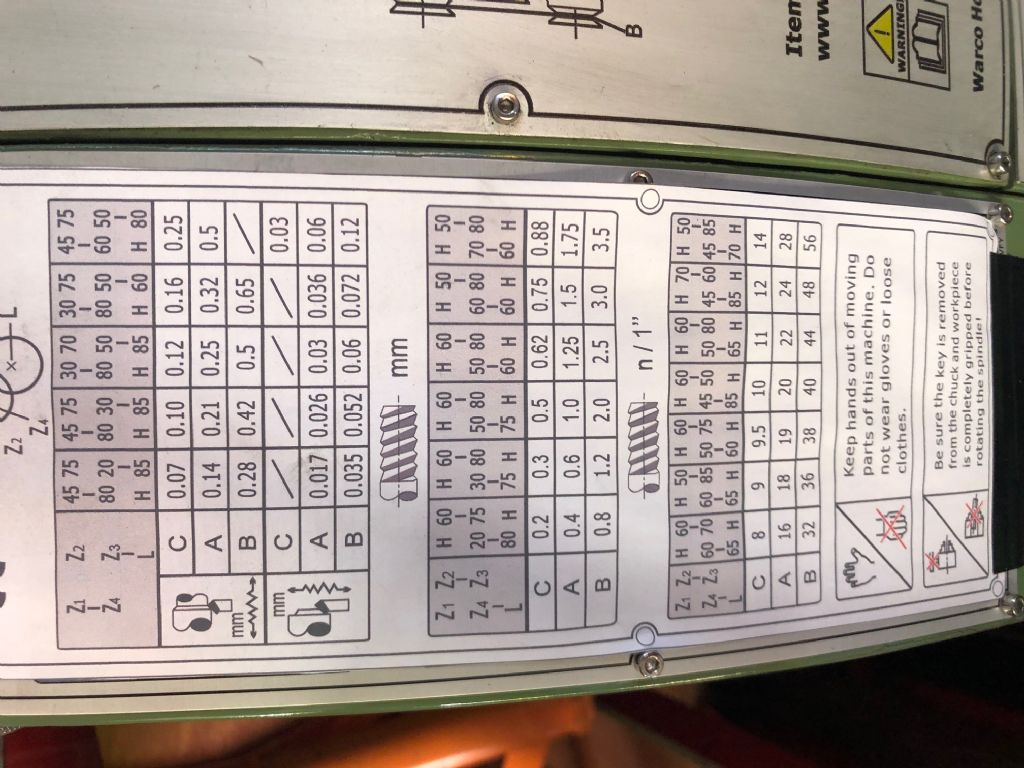 Z₂ L
Z₄
Z₁ Z₂ 45 75 45 75 30 70 30 75 45 75
Z₄ Z₃ 80 20 80 30 80 50 80 50 60 50
L H 85 H 85 H 85 H 60 H 80
C 0.07 0.10 0.12 0.16 0.25
A 0.14 0.21 0.25 0.32 0.5
mm B 0.28 0.42 0.5 0.65 /
mm C / / / / 0.03
A 0.017 0.026 0.03 0.036 0.06
B 0.035 0.052 0.06 0.072 0.12
mm
Z₁ Z₂ H 60 H 60 H 60 H 50 H 50 H 50
Z₄ Z₃ 20 75 30 80 50 80 50 80 60 80 70 80
L 80 H 75 H 75 H 60 H 60 H 60 H
C 0.2 0.3 0.5 0.62 0.75 0.88
A 0.4 0.6 1.0 1.25 1.5 1.75
B 0.8 1.2 2.0 2.5 3.0 3.5
n / 1"
Z₁ Z₂ H 60 H 50 H 60 H 60 H 60 H 70 H 50
Z₄ Z₃ 60 70 60 85 50 75 45 50 50 80 45 60 45 85
L 65 H 65 H 60 H 85 H 65 H 85 H 70 H
C 8 9 9.5 10 11 12 14
A 16 18 19 20 22 24 28
B 32 36 38 40 44 48 56
Keep hands out of moving
parts of this machine. Do
not wear gloves or loose
clothes.
Be sure the key is removed
from the chuck and workpiece
is completely gripped before
rotating the spindle!
B
Item
www
WARNING!
Warco Ho